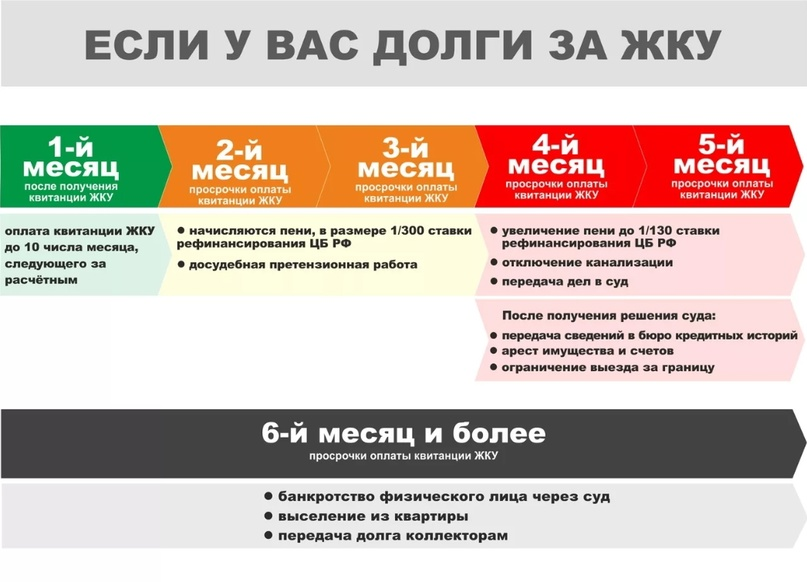 ЕСЛИ У ВАС ДОЛГИ ЗА ЖКУ
1-й
месяц
после получения
квитанции ЖКУ
2-й
месяц
просрочки оплаты
квитанции ЖКУ
3-й
месяц
просрочки оплаты
квитанции ЖКУ
4-й
месяц
просрочки оплаты
квитанции ЖКУ
5-й
месяц
просрочки оплаты
квитанции ЖКУ
оплата квитанции ЖКУ
до 10 числа месяца,
следующего за
расчётным
● начисляются пени, в размере 1/300 ставки
рефинансирования ЦБ РФ
● досудебная претензионная работа
● увеличение пени до 1/130 ставки
рефинансирования ЦБ РФ
● отключение канализации
● передача дел в суд
После получения решения суда:
● передача сведений в бюро кредитных историй
● арест имущества и счетов
● ограничение выезда за границу
6-й месяц и более
просрочки оплаты квитанции ЖКУ
● банкротство физического лица через суд
● выселение из квартиры
● передача долга коллекторам